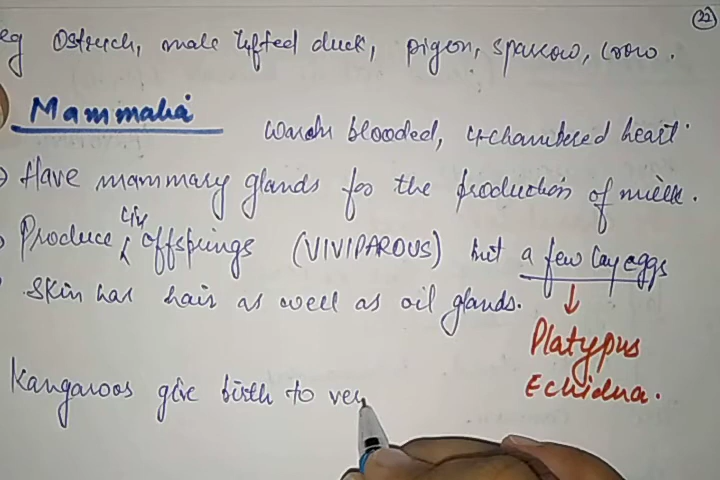 22
eg Ostrich, male tufted duck, pigeon, sparrow, crow.
Mammalia
warm blooded, 4-chambered heart
Have mammary glands for the production of milk.
Produce live offsprings (VIVIPAROUS) but a few lay eggs
Skin has hair as well as oil glands.
Platypus
Echidna.
Kangaroos give birth to ver